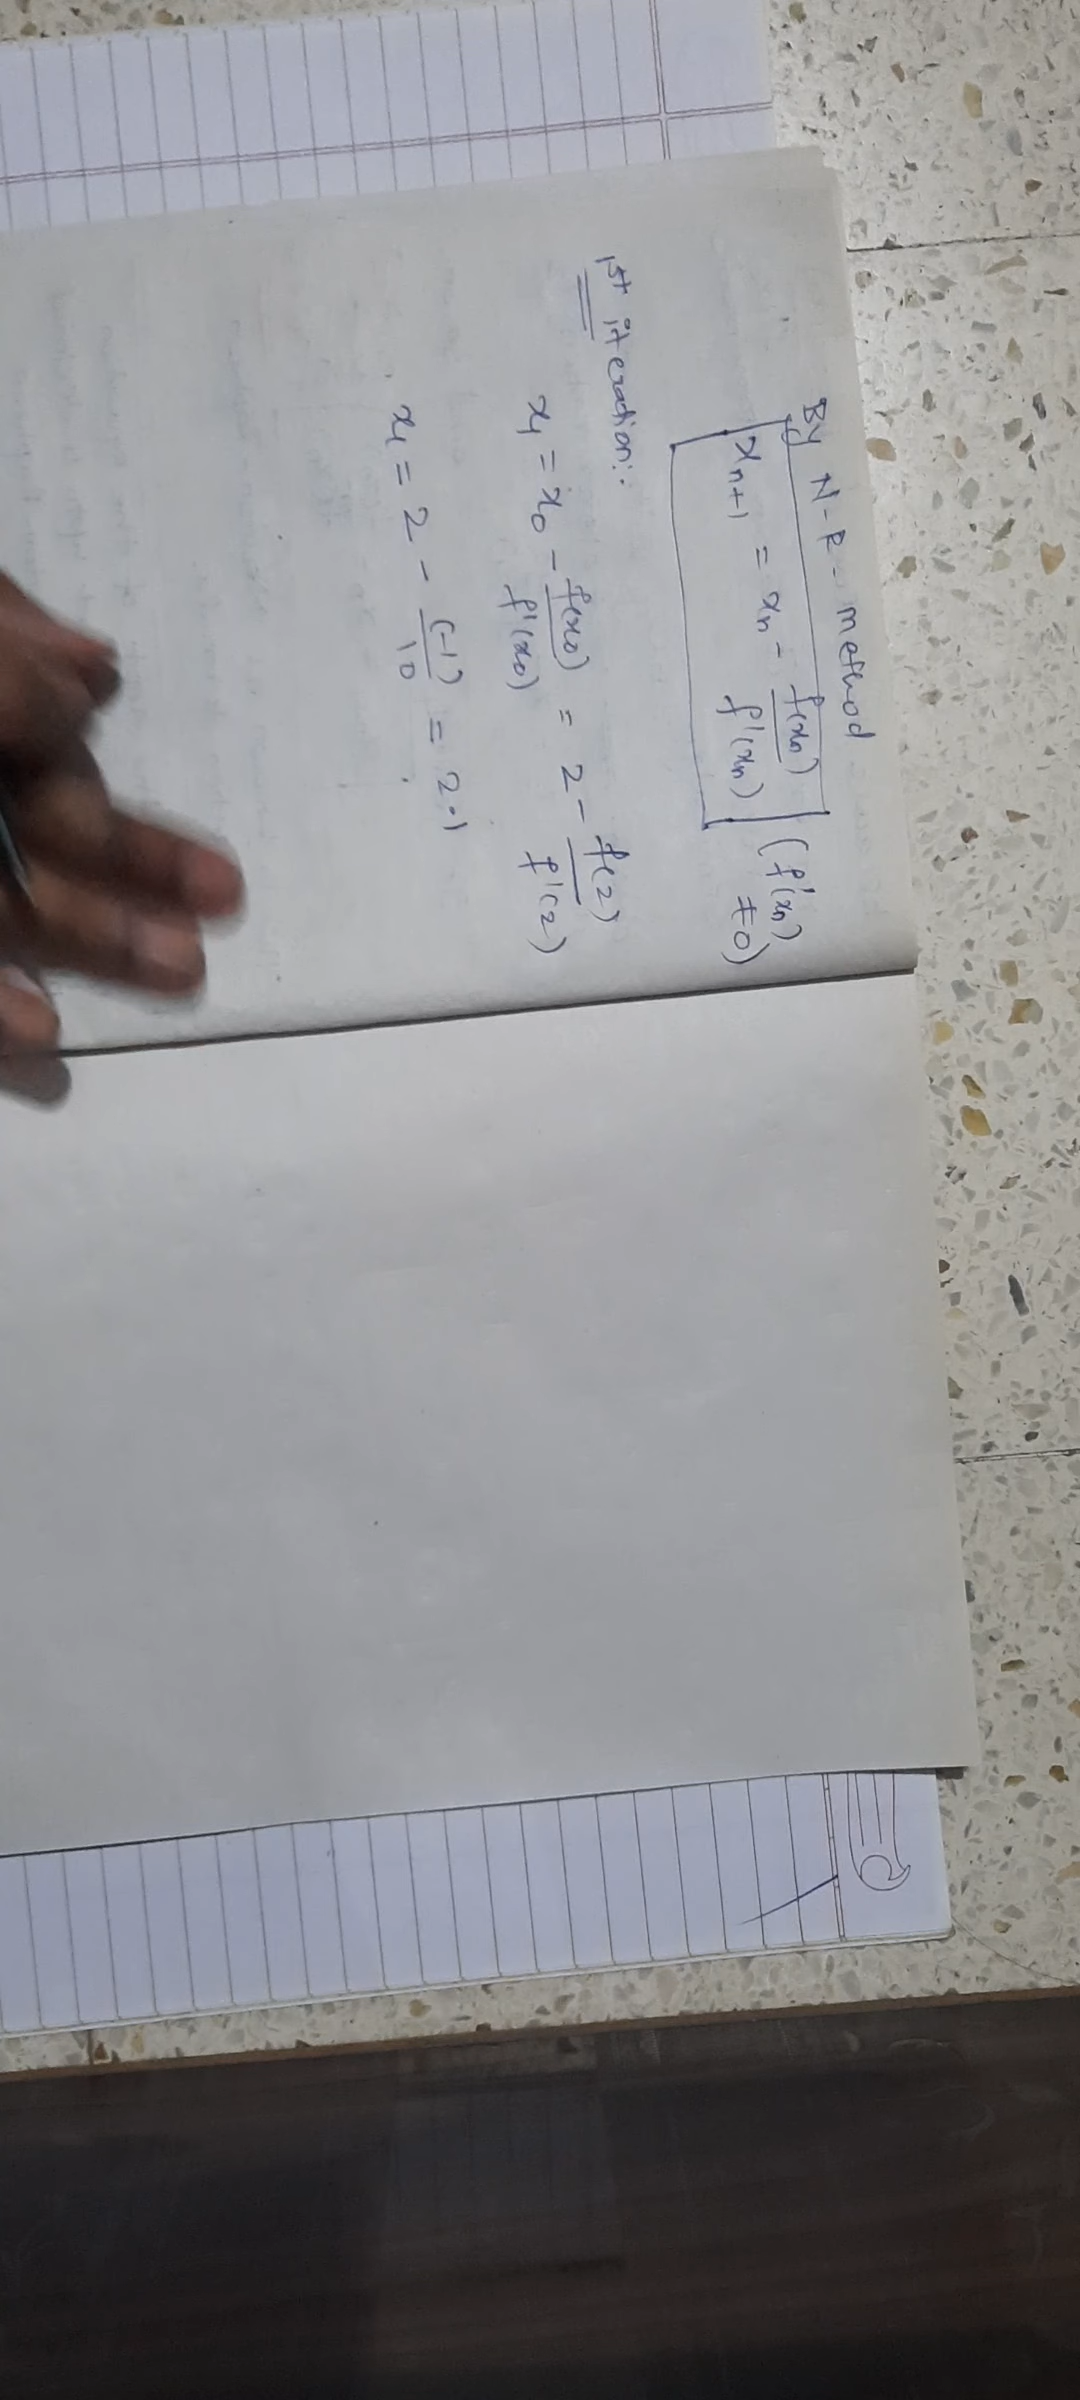 By N-R- method
xₙ₊₁ = xₙ - f(xₙ)/f'(xₙ) (f'(xₙ) ≠0)
1st iteration:
x₁ = x₀ - f(x₀)/f'(x₀) = 2 - f(2)/f'(2)
x₁ = 2 - (-1)/10 = 2.1